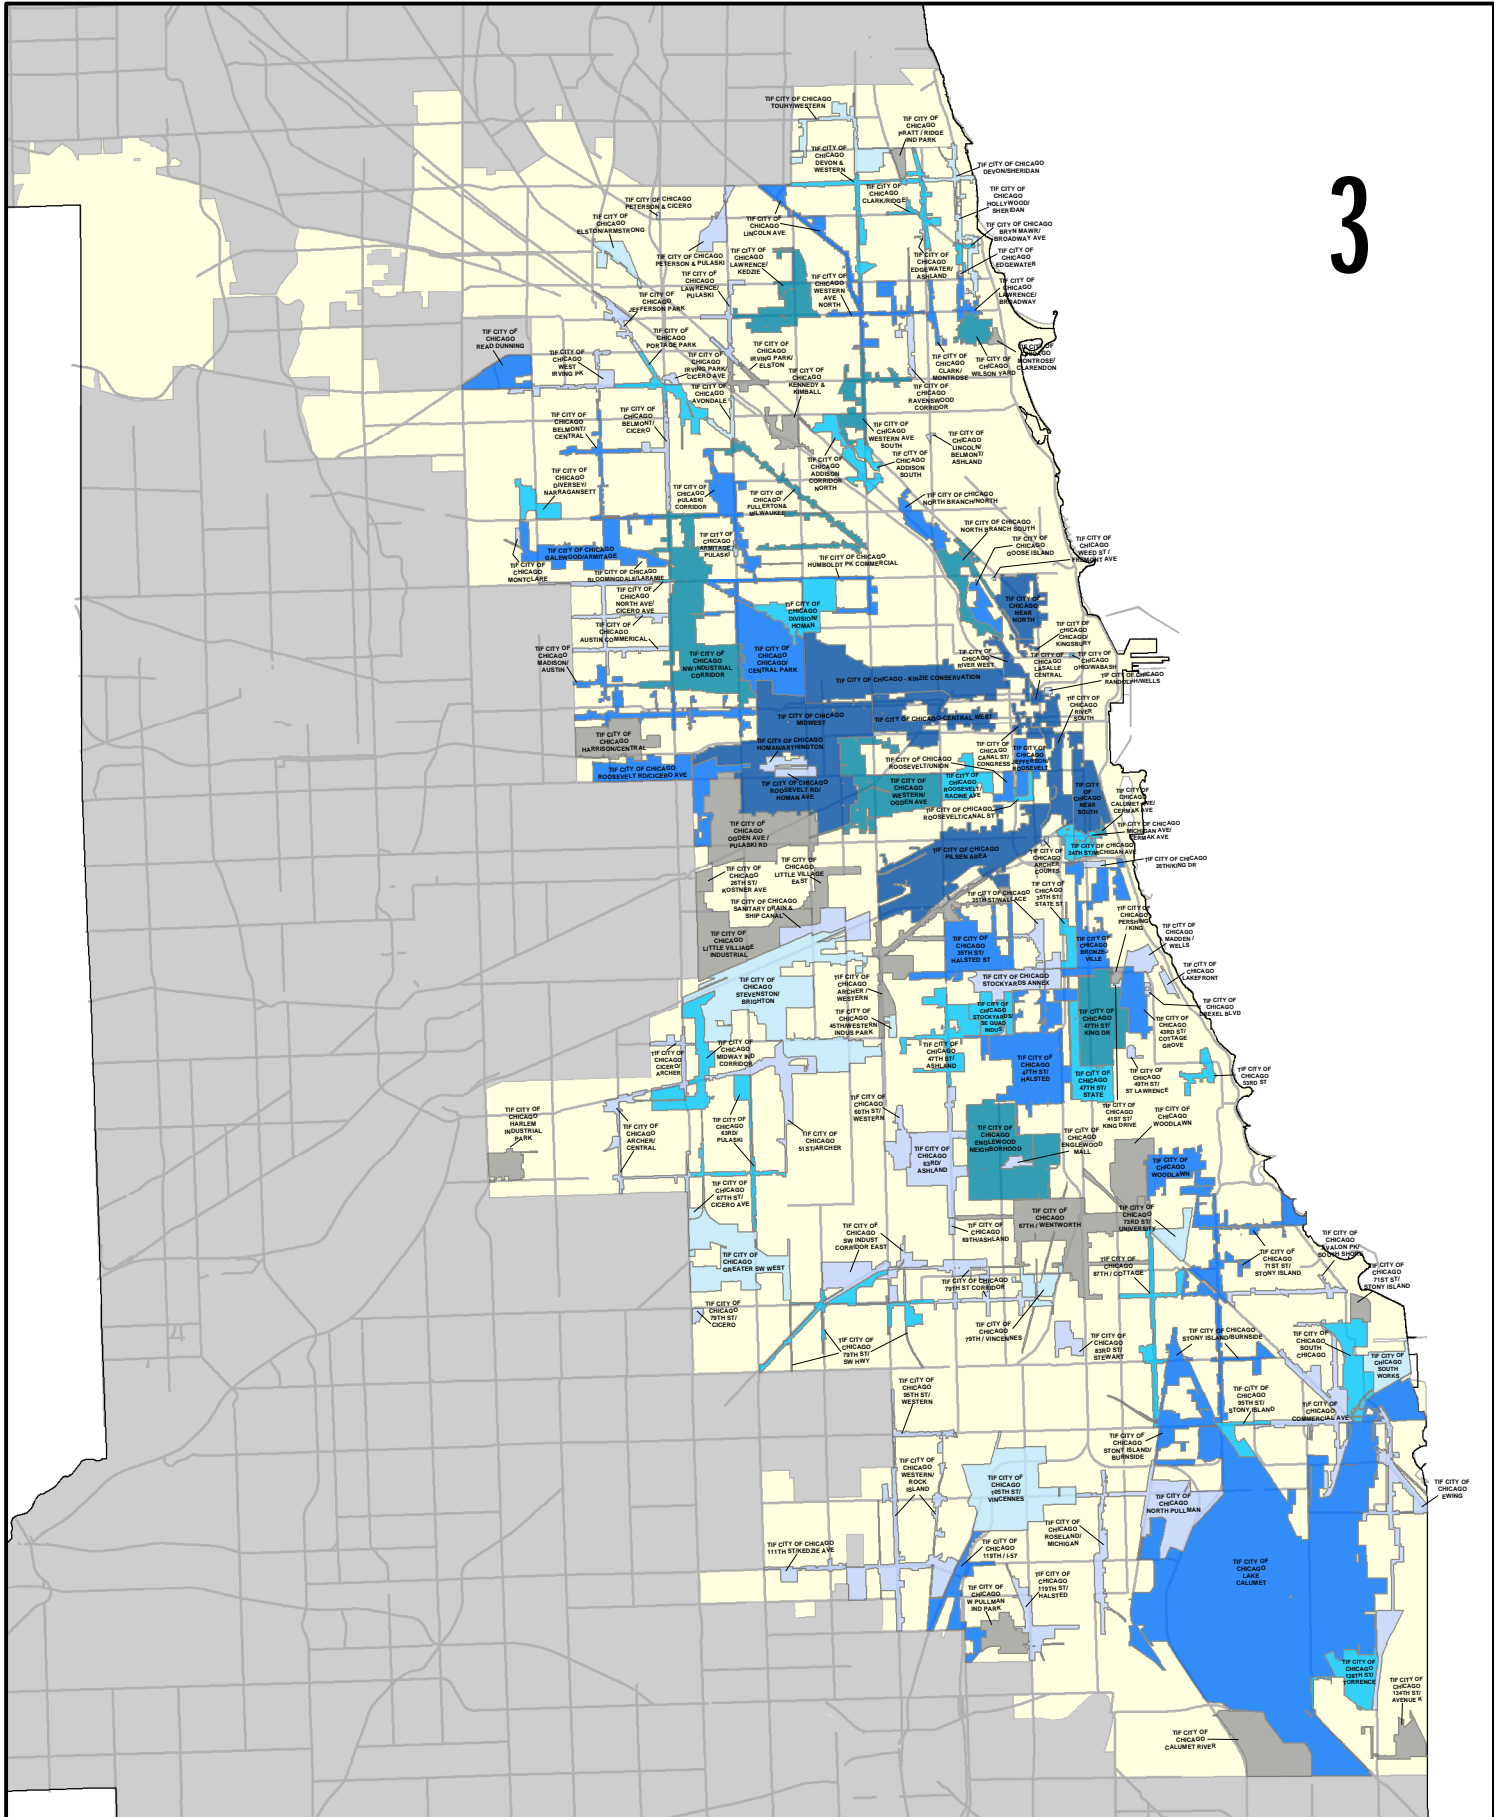 3
TIF CITY OF CHICAGO
TOUHY/WESTERN
TIF CITY OF
CHICAGO
PRATT / RIDGE
IND PARK
TIF CITY OF
CHICAGO
DEVON &
WESTERN
TIF CITY OF CHICAGO
DEVON/SHERIDAN
TIF CITY OF
CHICAGO
CLARK/RIDGE
TIF CITY OF
CHICAGO
HOLLYWOOD/
SHERIDAN
TIF CITY OF CHICAGO
PETERSON & CICERO
TIF CITY OF
CHICAGO
ELSTON/ARMSTRONG
TIF CITY OF
CHICAGO
LINCOLN AVE
TIF CITY OF CHICAGO
BRYN MAWR/
BROADWAY AVE
TIF CITY OF CHICAGO
PETERSON & PULASKI
TIF CITY OF
CHICAGO
LAWRENCE/
KEDZIE
TIF CITY OF
CHICAGO
EDGEWATER/
ASHLAND
TIF CITY OF
CHICAGO
EDGEWATER
TIF CITY OF
CHICAGO
LAWRENCE/
PULASKI
TIF CITY OF
CHICAGO
WESTERN
AVE
NORTH
TIF CITY OF
CHICAGO
LAWRENCE/
BROADWAY
TIF CITY OF
CHICAGO
JEFFERSON PARK
TIF CITY OF
CHICAGO
READ DUNNING
TIF CITY OF
CHICAGO
PORTAGE PARK
TIF CITY OF
CHICAGO
WEST
IRVING PK
TIF CITY OF
CHICAGO
IRVING PARK/
CICERO AVE
TIF CITY OF
CHICAGO
IRVING PARK/
ELSTON
TIF CITY OF
CHICAGO
KENNEDY &
KIMBALL
TIF CITY OF
CHICAGO
CLARK/
MONTROSE
TIF CITY OF
CHICAGO
WILSON YARD
TIF CITY OF
CHICAGO
MONTROSE/
CLARENDON
TIF CITY OF
CHICAGO
AVONDALE
TIF CITY OF
CHICAGO
RAVENSWOOD
CORRIDOR
TIF CITY OF
CHICAGO
BELMONT/
CENTRAL
TIF CITY OF
CHICAGO
BELMONT/
CICERO
TIF CITY OF
CHICAGO
WESTERN AVE
SOUTH
TIF CITY OF
CHICAGO
LINCOLN/
BELMONT/
ASHLAND
TIF CITY OF
CHICAGO
ADDISON
CORRIDOR
NORTH
TIF CITY OF
CHICAGO
ADDISON
SOUTH
TIF CITY OF
CHICAGO
DIVERSEY/
NARRAGANSETT
TIF CITY OF
CHICAGO
PULASKI
CORRIDOR
TIF CITY OF
CHICAGO
FULLERTON&
MILWAUKEE
TIF CITY OF CHICAGO
NORTH BRANCH/NORTH
TIF CITY OF CHICAGO
NORTH BRANCH SOUTH
TIF CITY OF
CHICAGO
GOOSE ISLAND
TIF CITY OF
CHICAGO
WEED ST /
FREMONT AVE
TIF CITY OF
CHICAGO
ARMITAGE /
PULASKI
TIF CITY OF CHICAGO
GALEWOOD/ARMITAGE
TIF CITY OF CHICAGO
HUMBOLDT PK COMMERCIAL
TIF CITY OF
CHICAGO
MONTCLARE
TIF CITY OF CHICAGO
BLOOMINGDALE/LARAMIE
TIF CITY OF
CHICAGO
NORTH AVE/
CICERO AVE
TIF CITY OF
CHICAGO
DIVISION/
HOMAN
TIF CITY OF
CHICAGO
NEAR
NORTH
TIF CITY OF
CHICAGO
AUSTIN COMMERICAL
TIF CITY OF
CHICAGO
CHICAGO/
KINGSBURY
TIF CITY OF
CHICAGO
MADISON/
AUSTIN
TIF CITY OF
CHICAGO
NW INDUSTRIAL
CORRIDOR
TIF CITY OF
CHICAGO
CHICAGO/
CENTRAL PARK
TIF CITY OF
CHICAGO
RIVER WEST
TIF CITY OF
CHICAGO
LASALLE
CENTRAL
TIF CITY OF
CHICAGO
OHIO/WABASH
TIF CITY OF CHICAGO
RANDOLPH/WELLS
TIF CITY OF CHICAGO - KINZIE CONSERVATION
TIF CITY OF CHICAGO
MIDWEST
TIF CITY OF CHICAGO-CENTRAL WEST
TIF CITY OF
CHICAGO
RIVER
SOUTH
TIF CITY OF
CHICAGO
HARRISON/CENTRAL
TIF CITY OF CHICAGO
HOMAN/ARTHINGTON
TIF CITY OF
CHICAGO
CANAL ST/
CONGRESS
TIF CITY OF
CHICAGO
JEFFERSON/
ROOSEVELT
TIF CITY OF CHICAGO
ROOSEVELT/UNION
TIF CITY OF CHICAGO
ROOSEVELT RD/CICERO AVE
TIF CITY OF CHICAGO
ROOSEVELT RD/
HOMAN AVE
TIF CITY OF
CHICAGO
WESTERN/
OGDEN AVE
TIF CITY OF
CHICAGO
ROOSEVELT/
RACINE AVE
TIF CITY OF CHICAGO
ROOSEVELT/CANAL ST
TIF CITY
OF
CHICAGO
NEAR
SOUTH
TIF CITY OF
CHICAGO
CALUMET AVE/
CERMAK AVE
TIF CITY OF CHICAGO
MICHIGAN AVE/
CERMAK AVE
TIF CITY OF
CHICAGO
OGDEN AVE /
PULASKI RD
TIF CITY OF CHICAGO
PILSEN AREA
TIF CITY OF
CHICAGO
ARCHER
COURTS
TIF CITY OF CHICAGO
24TH ST/MICHIGAN AVE
TIF CITY OF CHICAGO
26TH/KING DR
TIF CITY OF
CHICAGO
26TH ST/
KOSTNER AVE
TIF CITY OF
CHICAGO
LITTLE VILLAGE
EAST
TIF CITY OF CHICAGO
SANITARY DRAIN &
SHIP CANAL
TIF CITY OF CHICAGO
35TH ST/WALLACE
TIF CITY OF
CHICAGO
35TH ST/
STATE ST
TIF CITY OF
CHICAGO
PERSHING
/ KING
TIF CITY OF
CHICAGO
LITTLE VILLIAGE
INDUSTRIAL
TIF CITY OF
CHICAGO
35TH ST/
HALSTED ST
TIF CITY OF
CHICAGO
BRONZE-
VILLE
TIF CITY OF
CHICAGO
MADDEN /
WELLS
TIF CITY OF
CHICAGO
LAKEFRONT
TIF CITY OF
CHICAGO
STEVENSTON/
BRIGHTON
TIF CITY OF
CHICAGO
ARCHER /
WESTERN
TIF CITY OF CHICAGO
STOCKYARDS ANNEX
TIF CITY OF
CHICAGO
DREXEL BLVD
TIF CITY OF
CHICAGO
45TH/WESTERN
INDUS PARK
TIF CITY OF
CHICAGO
STOCKYARDS/
SE QUAD
INDUS
TIF CITY OF
CHICAGO
47TH ST/
KING DR
TIF CITY OF
CHICAGO
43RD ST/
COTTAGE
GROVE
TIF CITY OF
CHICAGO
CICERO/
ARCHER
TIF CITY OF
CHICAGO
MIDWAY IND
CORRIDOR
TIF CITY OF
CHICAGO
47TH ST/
ASHLAND
TIF CITY OF
CHICAGO
47TH ST/
HALSTED
TIF CITY OF
CHICAGO
47TH ST/
STATE
TIF CITY OF
CHICAGO
49TH ST/
ST LAWRENCE
TIF CITY OF
CHICAGO
53RD ST
TIF CITY OF
CHICAGO
HARLEM
INDUSTRIAL
PARK
TIF CITY OF
CHICAGO
ARCHER/
CENTRAL
TIF CITY OF
CHICAGO
63RD/
PULASKI
TIF CITY OF
CHICAGO
51ST/ARCHER
TIF CITY OF
CHICAGO
60TH ST/
WESTERN
TIF CITY OF
CHICAGO
63RD/
ASHLAND
TIF CITY OF
CHICAGO
ENGLEWOOD
NEIGHBORHOOD
TIF CITY OF
CHICAGO
ENGLEWOOD
MALL
TIF CITY OF
CHICAGO
41ST ST/
KING DRIVE
TIF CITY OF
CHICAGO
WOODLAWN
TIF CITY OF
CHICAGO
WOODLAWN
TIF CITY OF
CHICAGO
67TH ST/
CICERO AVE
TIF CITY OF
CHICAGO
SW INDUST
CORRIDOR EAST
TIF CITY OF
CHICAGO
69TH/ASHLAND
TIF CITY OF
CHICAGO
67TH / WENTWORTH
TIF CITY OF
CHICAGO
73RD ST/
UNIVERSITY
TIF CITY OF
CHICAGO
GREATER SW WEST
TIF CITY OF CHICAGO
79TH ST CORRIDOR
TIF CITY OF
CHICAGO
87TH / COTTAGE
TIF CITY OF
CHICAGO
71ST ST/
STONY ISLAND
TIF CITY OF
CHICAGO
AVALON PK/
SOUTH SHORE
TIF CITY OF
CHICAGO
71ST ST/
STONY ISLAND
TIF CITY OF
CHICAGO
79TH ST/
CICERO
TIF CITY OF
CHICAGO
79TH ST/
SW HWY
TIF CITY OF
CHICAGO
79TH / VINCENNES
TIF CITY OF
CHICAGO
83RD ST/
STEWART
TIF CITY OF CHICAGO
STONY ISLAND/BURNSIDE
TIF CITY OF
CHICAGO
SOUTH
CHICAGO
TIF CITY OF
CHICAGO
SOUTH
WORKS
TIF CITY OF
CHICAGO
95TH ST/
WESTERN
TIF CITY OF
CHICAGO
95TH ST/
STONY ISLAND
TIF CITY OF
CHICAGO
COMMERCIAL AVE
TIF CITY OF
CHICAGO
STONY ISLAND/
BURNSIDE
TIF CITY OF
CHICAGO
WESTERN/
ROCK
ISLAND
TIF CITY OF
CHICAGO
105TH ST/
VINCENNES
TIF CITY OF
CHICAGO
NORTH PULLMAN
TIF CITY OF
CHICAGO
EWING
TIF CITY OF
CHICAGO
ROSELAND/
MICHIGAN
TIF CITY OF CHICAGO
111TH ST/KEDZIE AVE
TIF CITY OF
CHICAGO
119TH / I-57
TIF CITY OF
CHICAGO
LAKE
CALUMET
TIF CITY OF
CHICAGO
W PULLMAN
IND PARK
TIF CITY OF
CHICAGO
119TH ST/
HALSTED
TIF CITY OF
CHICAGO
126TH ST/
TORRENCE
TIF CITY OF
CHICAGO
134TH ST/
AVENUE K
TIF CITY OF
CHICAGO
CALUMET RIVER